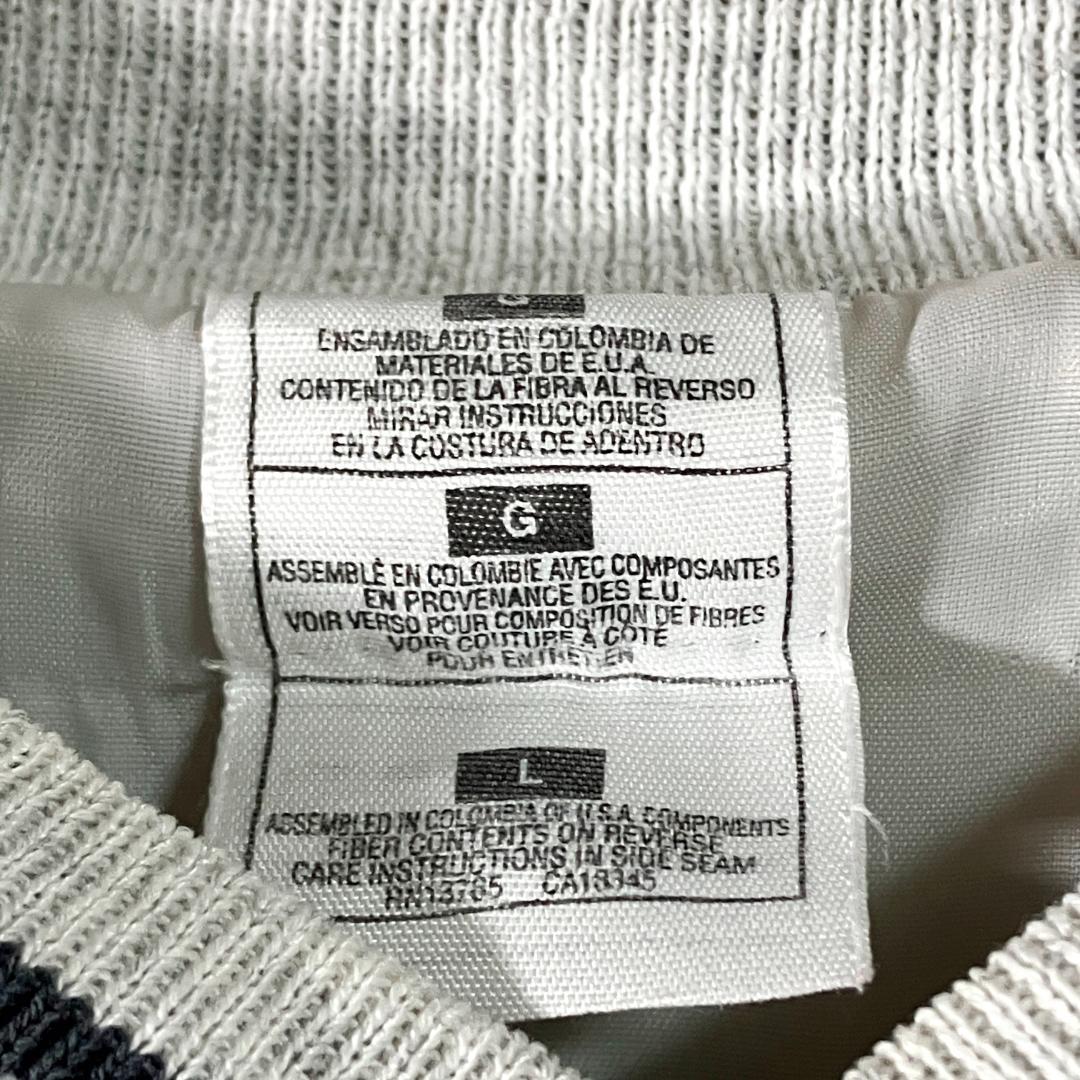 G
ENSAMBLADO EN COLOMBIA DE
MATERIALES DE E.U.A.
CONTENIDO DE LA FIBRA AL REVERSO
MIRAR INSTRUCCIONES
EN LA COSTURA DE ADENTRO
G
ASSEMBLÉ EN COLOMBIE AVEC COMPOSANTES
EN PROVENANCE DES E.U.
VOIR VERSO POUR COMPOSITION DE FIBRES
VOIR COUTURE À COTÉ
POUR ENTRETIEN
L
ASSEMBLED IN COLOMBIA OF U.S.A. COMPONENTS
FIBER CONTENTS ON REVERSE
CARE INSTRUCTIONS IN SIDE SEAM
RN13765 CA18345